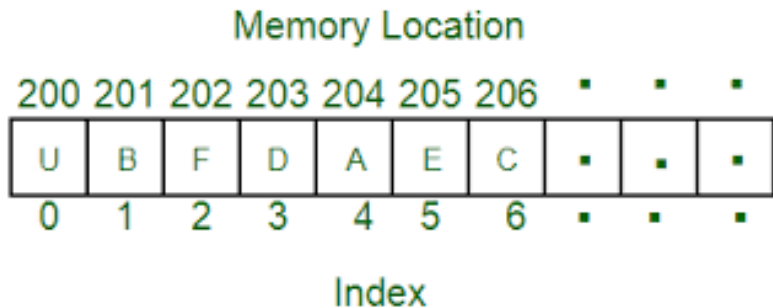 Memory Location
200 201 202 203 204 205 206 . . .
U B F D A E C . . .
0 1 2 3 4 5 6 . . .
Index